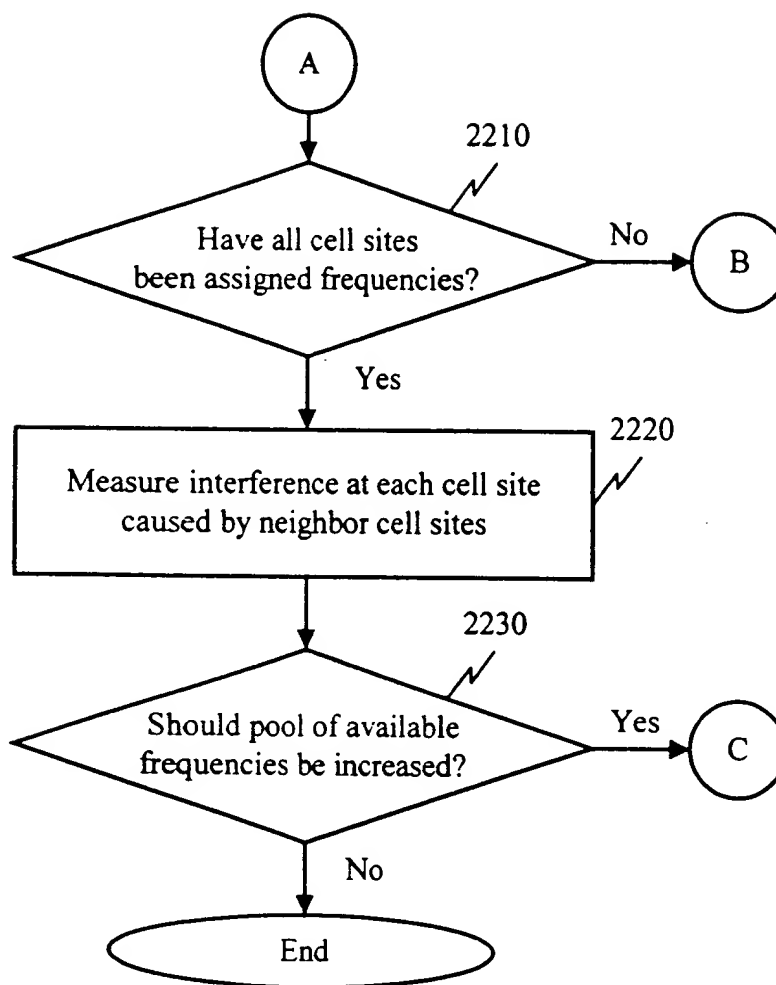 A
2210
Have all cell sites
been assigned frequencies?
No
B
Yes
2220
Measure interference at each cell site
caused by neighbor cell sites
2230
Should pool of available
frequencies be increased?
Yes
C
No
End